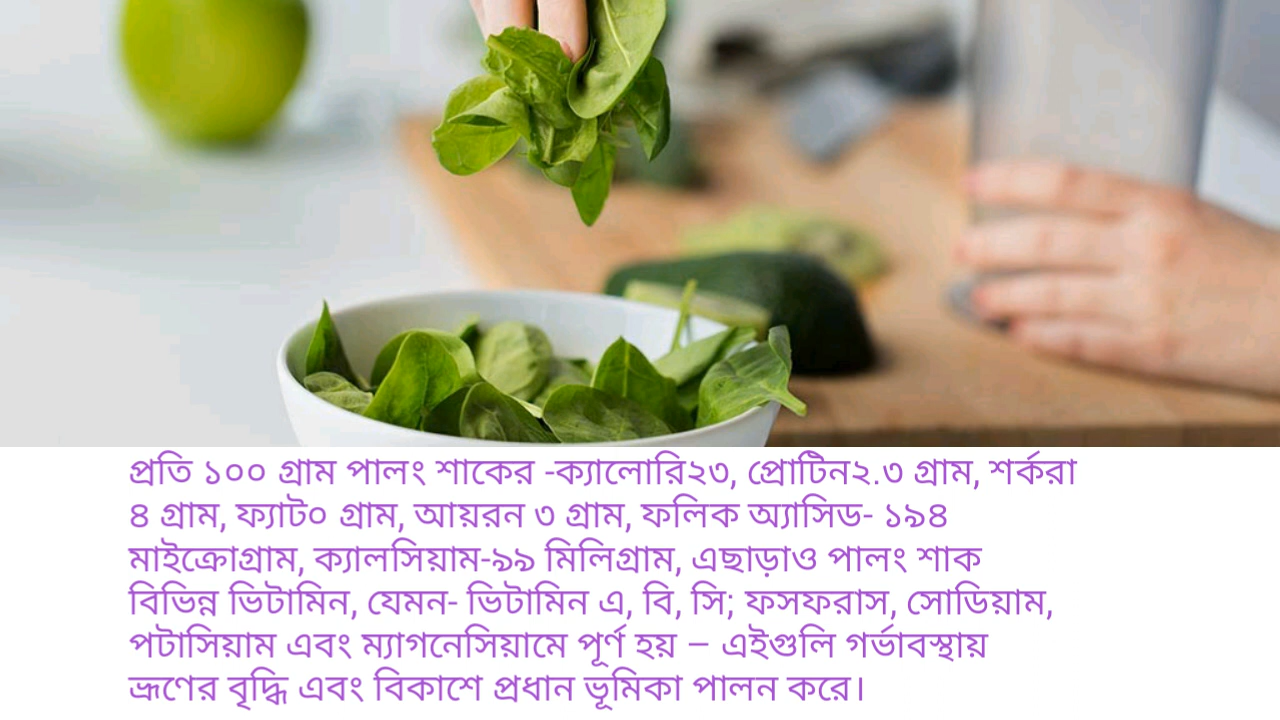 প্রতি ১০০ গ্রাম পালং শাকের -ক্যালোরি২৩, প্রোটিন২.৩ গ্রাম, শর্করা
৪ গ্রাম, ফ্যাট০ গ্রাম, আয়রন ৩ গ্রাম, ফলিক অ্যাসিড- ১৯৪
মাইক্রোগ্রাম, ক্যালসিয়াম-৯৯ মিলিগ্রাম, এছাড়াও পালং শাক
বিভিন্ন ভিটামিন, যেমন- ভিটামিন এ, বি, সি; ফসফরাস, সোডিয়াম,
পটাসিয়াম এবং ম্যাগনেসিয়ামে পূর্ণ হয় – এইগুলি গর্ভাবস্থায়
ভ্রূণের বৃদ্ধি এবং বিকাশে প্রধান ভূমিকা পালন করে।